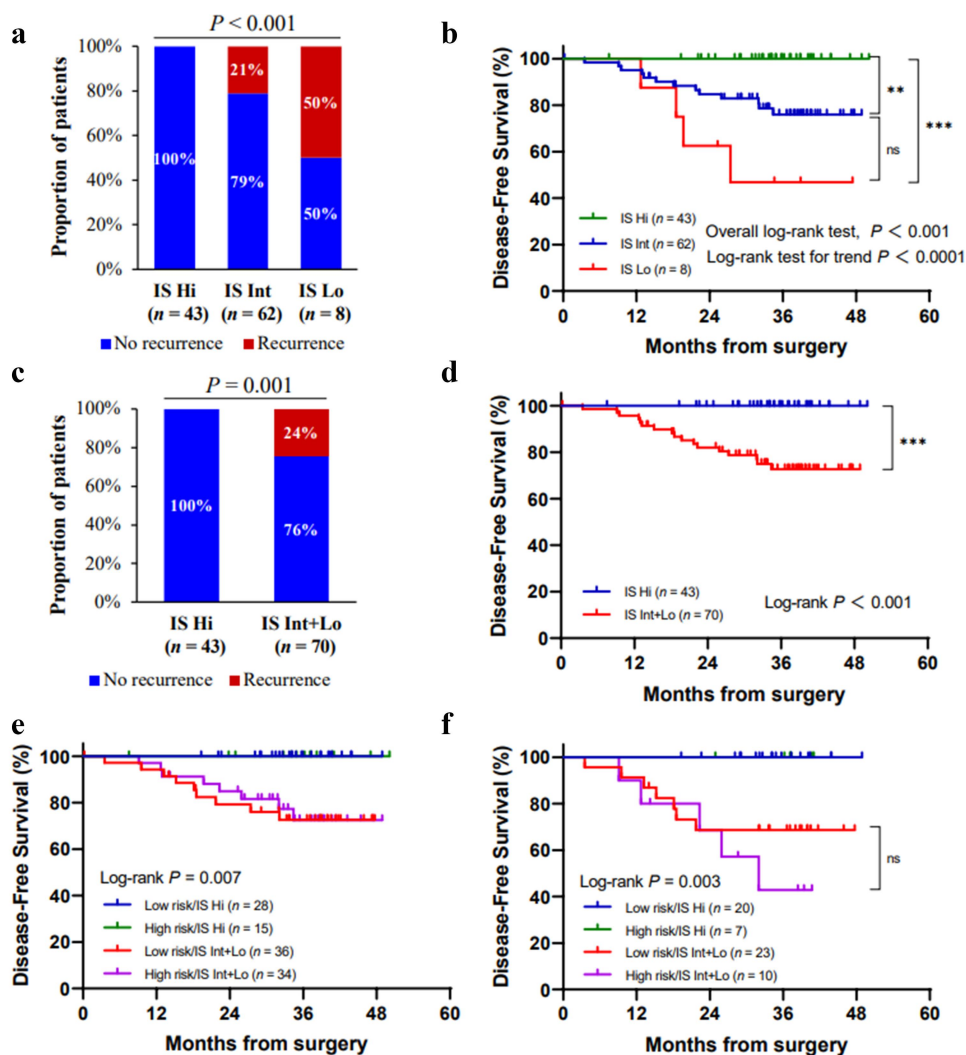 a
P < 0.001
Proportion of patients
100%
80%
60%
40%
20%
0%
100%
21%
79%
50%
50%
IS Hi
(n = 43)
IS Int
(n = 62)
IS Lo
(n = 8)
No recurrence
Recurrence
b
Disease-Free Survival (%)
100
80
60
40
20
0
**
***
ns
IS Hi (n = 43)
IS Int (n = 62)
IS Lo (n = 8)
Overall log-rank test, P < 0.001
Log-rank test for trend P < 0.0001
0 12 24 36 48 60
Months from surgery
c
P = 0.001
Proportion of patients
100%
80%
60%
40%
20%
0%
100%
24%
76%
IS Hi
(n = 43)
IS Int+Lo
(n = 70)
No recurrence
Recurrence
d
Disease-Free Survival (%)
100
80
60
40
20
0
***
IS Hi (n = 43)
IS Int+Lo (n = 70)
Log-rank P < 0.001
0 12 24 36 48 60
Months from surgery
e
Disease-Free Survival (%)
100
80
60
40
20
0
Log-rank P = 0.007
Low risk/IS Hi (n = 28)
High risk/IS Hi (n = 15)
Low risk/IS Int+Lo (n = 36)
High risk/IS Int+Lo (n = 34)
0 12 24 36 48 60
Months from surgery
f
Disease-Free Survival (%)
100
80
60
40
20
0
ns
Log-rank P = 0.003
Low risk/IS Hi (n = 20)
High risk/IS Hi (n = 7)
Low risk/IS Int+Lo (n = 23)
High risk/IS Int+Lo (n = 10)
0 12 24 36 48 60
Months from surgery